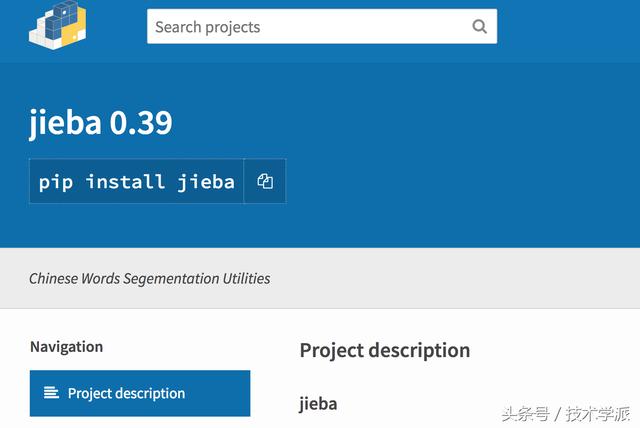 Search projects
jieba 0.39
pip install jieba
Chinese Words Segementation Utilities
Navigation
Project description
Project description
jieba
头条号 / 技术学派